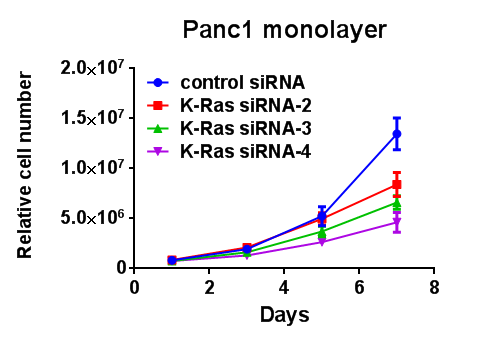 Panc1 monolayer
Relative cell number
2.0×10⁷
1.5×10⁷
1.0×10⁷
5.0×10⁶
0
control siRNA
K-Ras siRNA-2
K-Ras siRNA-3
K-Ras siRNA-4
0 2 4 6 8
Days